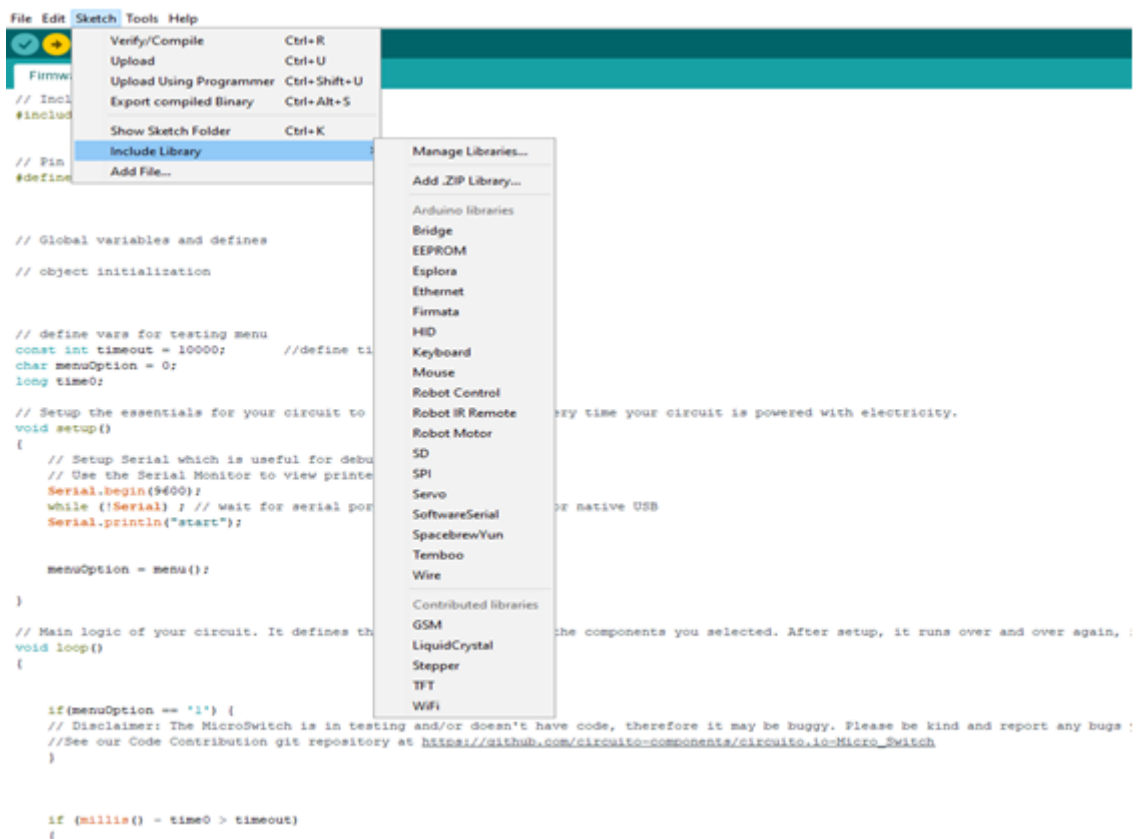 File Edit Sketch Tools Help
Verify/Compile Ctrl+R
Upload Ctrl+U
Upload Using Programmer Ctrl+Shift+U
Export compiled Binary Ctrl+Alt+S
Show Sketch Folder Ctrl+K
Include Library
Add File...
Manage Libraries...
Add .ZIP Library...
Arduino libraries
Bridge
EEPROM
Esplora
Ethernet
Firmata
HID
Keyboard
Mouse
Robot Control
Robot IR Remote
Robot Motor
SD
SPI
Servo
SoftwareSerial
SpacebrewYun
Temboo
Wire
Contributed libraries
GSM
LiquidCrystal
Stepper
TFT
WiFi
Firmw
// Incl
#includ
// Pin
#define
// Global variables and defines
// object initialization
// define vars for testing menu
const int timeout = 10000; //define ti
char menuOption = 0;
long time0;
// Setup the essentials for your circuit to ery time your circuit is powered with electricity.
void setup()
{
// Setup Serial which is useful for debu
// Use the Serial Monitor to view printe
Serial.begin(9600);
while (!Serial) ; // wait for serial por or native USB
Serial.println("start");
menuOption = menu();
}
// Main logic of your circuit. It defines th the components you selected. After setup, it runs over and over again,
void loop()
{
if(menuOption == '1') {
// Disclaimer: The MicroSwitch is in testing and/or doesn't have code, therefore it may be buggy. Please be kind and report any bugs
//See our Code Contribution git repository at https://github.com/circuito-components/circuito.io-Micro_Switch
}
if (millis() - time0 > timeout)
{